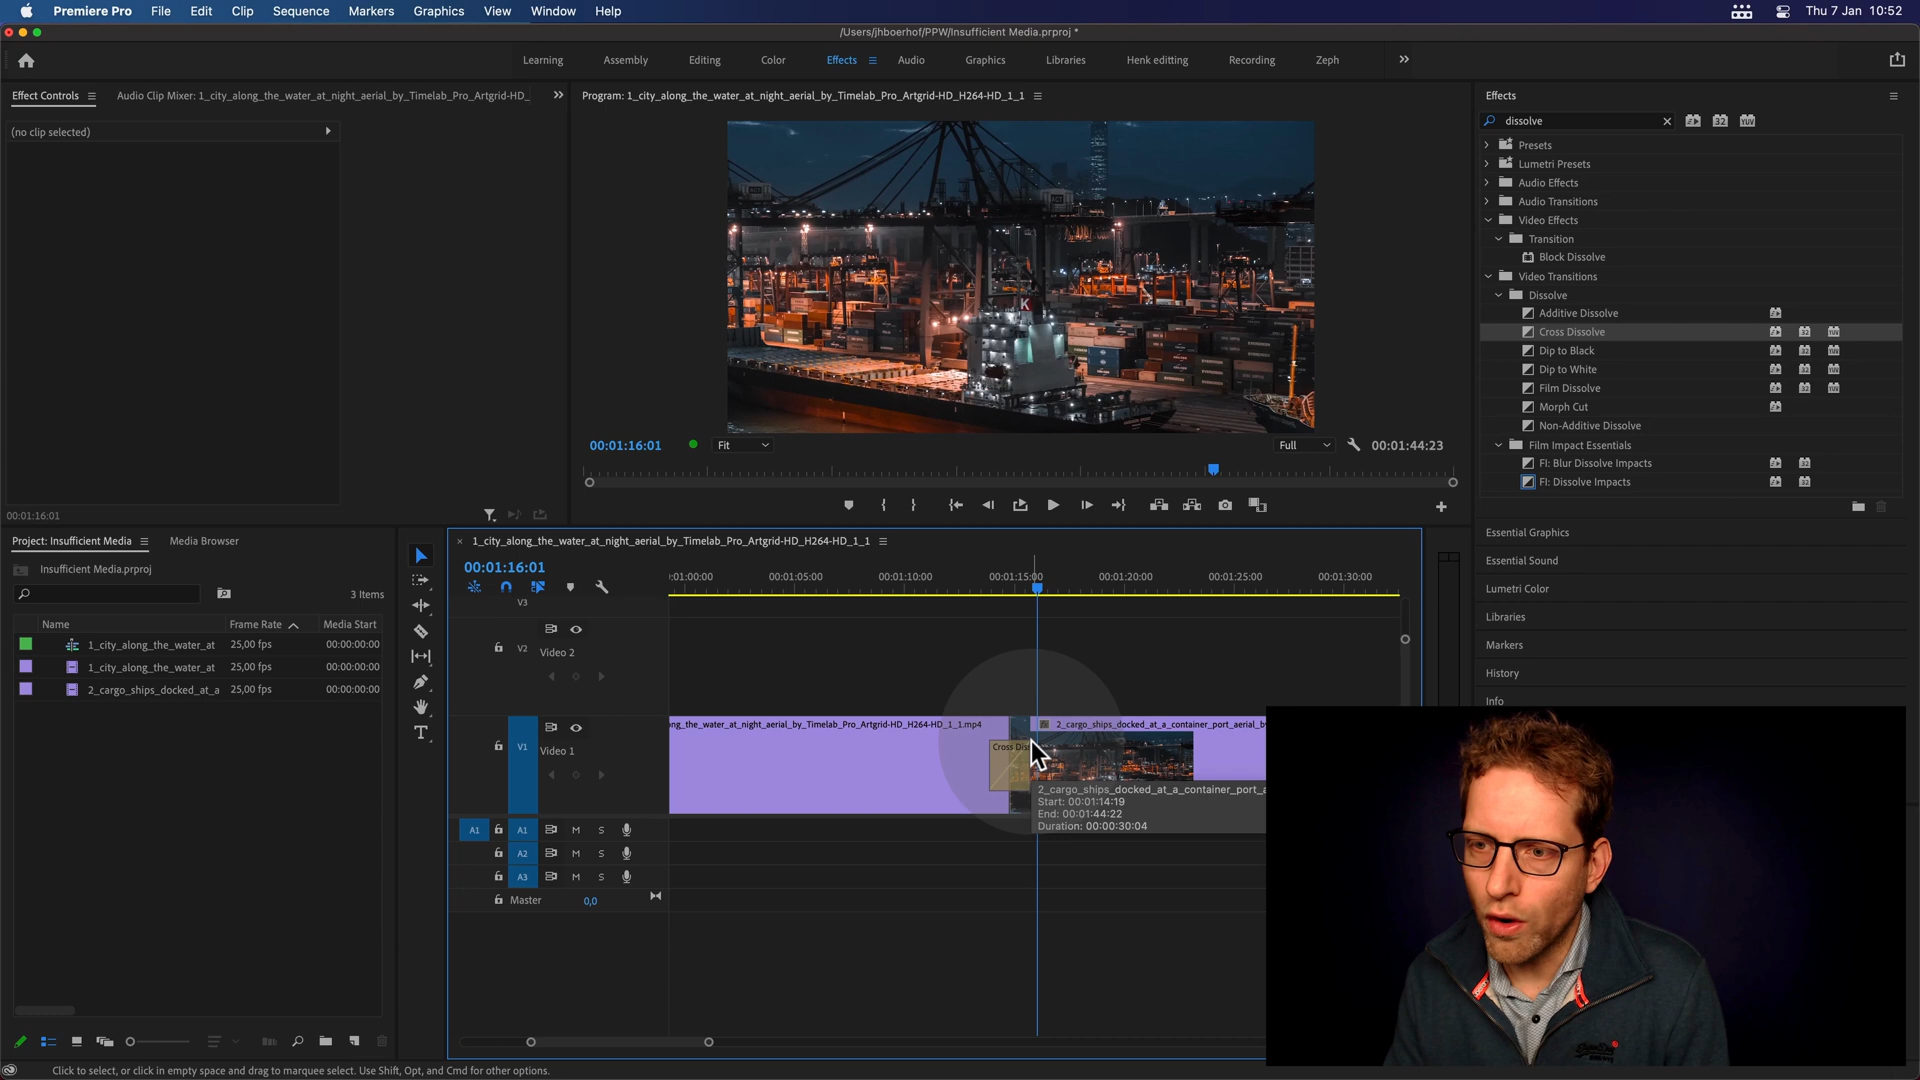 Premiere Pro File Edit Clip Sequence Markers Graphics View Window Help Thu 7 Jan 10:52
/Users/jhboerhof/PPW/Insufficient Media.prproj *
Learning Assembly Editing Color Effects Audio Graphics Libraries Henk editting Recording Zeph
Effect Controls Audio Clip Mixer: 1_city_along_the_water_at_night_aerial_by_Timelab_Pro_Artgrid-HD_
(no clip selected)
00:01:16:01
Program: 1_city_along_the_water_at_night_aerial_by_Timelab_Pro_Artgrid-HD_H264-HD_1_1
K
00:01:16:01 Fit Full 00:01:44:23
Effects
dissolve
32 YUV
Presets
Lumetri Presets
Audio Effects
Audio Transitions
Video Effects
Transition
Block Dissolve
Video Transitions
Dissolve
Additive Dissolve
Cross Dissolve
Dip to Black
Dip to White
Film Dissolve
Morph Cut
Non-Additive Dissolve
Film Impact Essentials
FI: Blur Dissolve Impacts
FI: Dissolve Impacts
Essential Graphics
Essential Sound
Lumetri Color
Libraries
Markers
History
Info
Project: Insufficient Media Media Browser
Insufficient Media.prproj
3 Items
Name Frame Rate Media Start
1_city_along_the_water_at 25,00 fps 00:00:00:00
1_city_along_the_water_at 25,00 fps 00:00:00:00
2_cargo_ships_docked_at_a 25,00 fps 00:00:00:00
1_city_along_the_water_at_night_aerial_by_Timelab_Pro_Artgrid-HD_H264-HD_1_1
00:01:16:01
:01:00:00 00:01:05:00 00:01:10:00 00:01:15:00 00:01:20:00 00:01:25:00 00:01:30:00
V3
V2 Video 2
V1 Video 1
ng_the_water_at_night_aerial_by_Timelab_Pro_Artgrid-HD_H264-HD_1_1.mp4
fx 2_cargo_ships_docked_at_a_container_port_aerial_by
Cross Dis
2_cargo_ships_docked_at_a_container_port_a
Start: 00:01:14:19
End: 00:01:44:22
Duration: 00:00:30:04
A1 A1 M S
A2 M S
A3 M S
Master 0,0
Click to select, or click in empty space and drag to marquee select. Use Shift, Opt, and Cmd for other options.